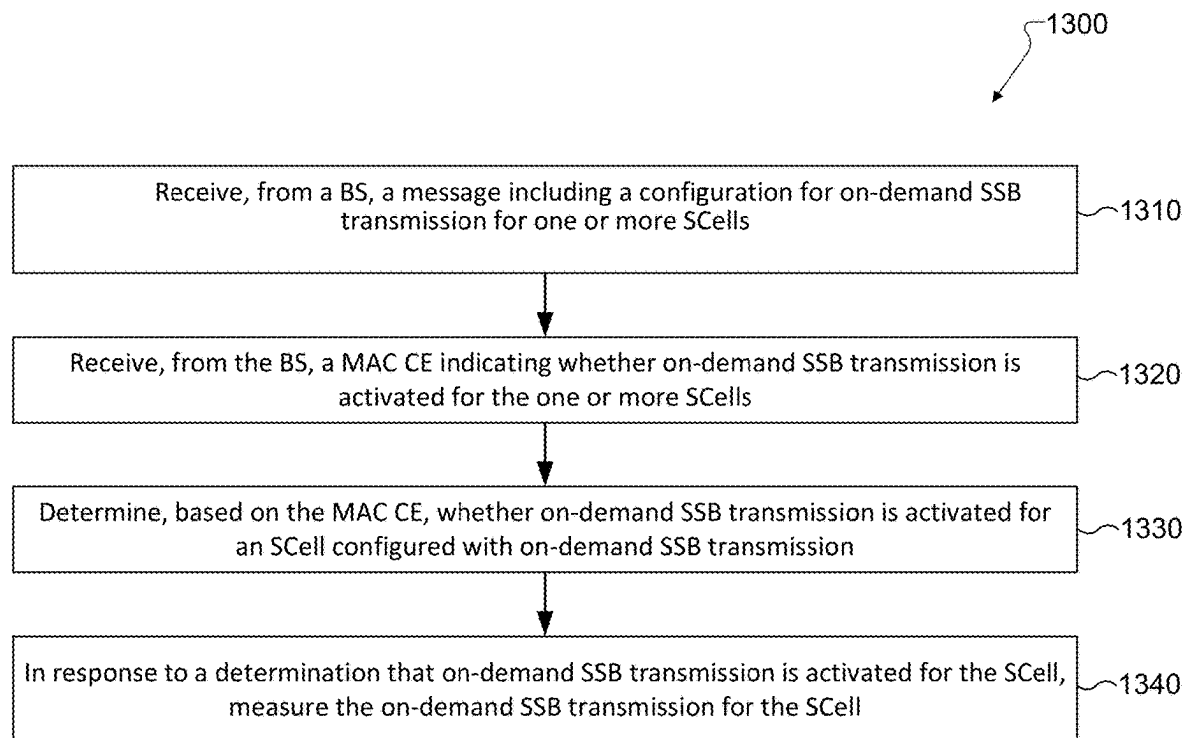 1300
Receive, from a BS, a message including a configuration for on-demand SSB
transmission for one or more SCells
1310
Receive, from the BS, a MAC CE indicating whether on-demand SSB transmission is
activated for the one or more SCells
1320
Determine, based on the MAC CE, whether on-demand SSB transmission is activated for
an SCell configured with on-demand SSB transmission
1330
In response to a determination that on-demand SSB transmission is activated for the SCell,
measure the on-demand SSB transmission for the SCell
1340